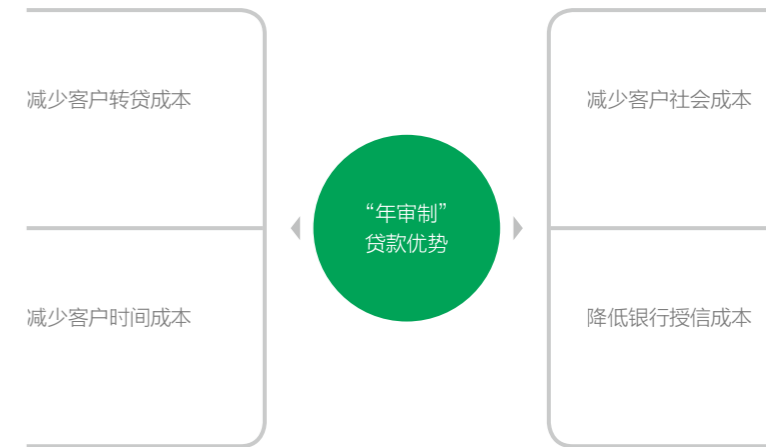 减少客户转贷成本
减少客户社会成本
“年审制”
贷款优势
减少客户时间成本
降低银行授信成本